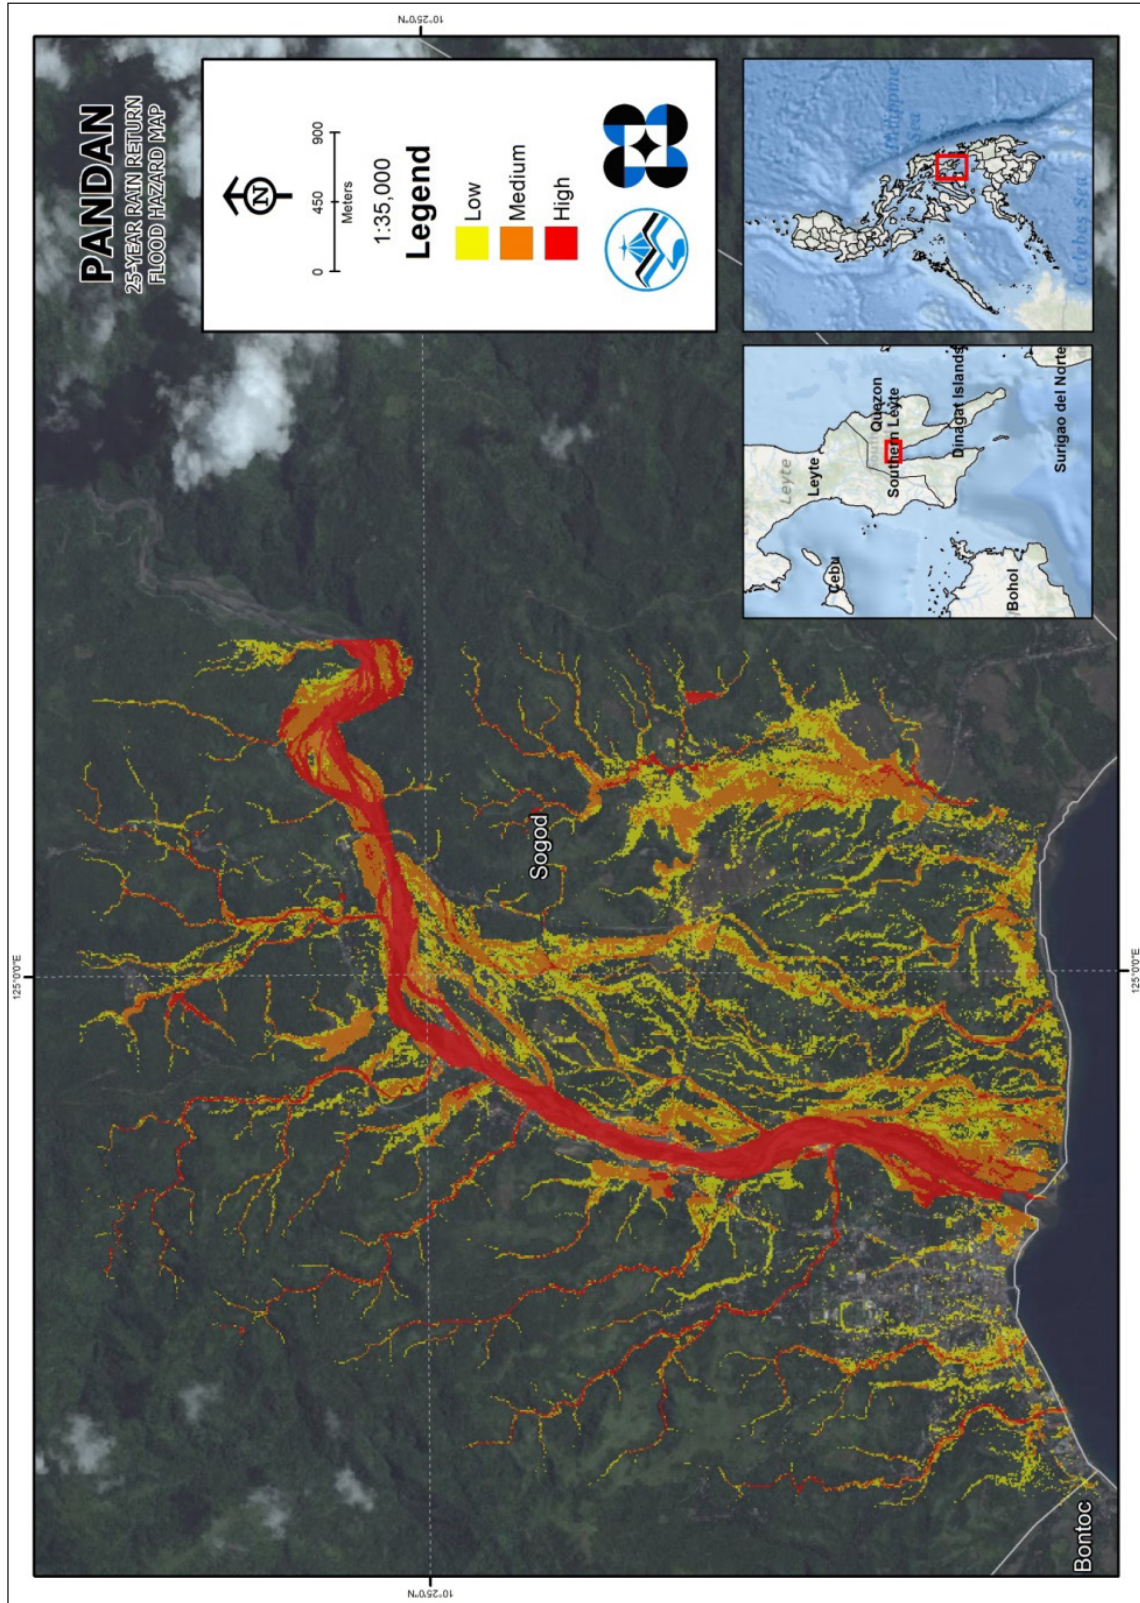 PANDAN
25-YEAR RAIN RETURN
FLOOD HAZARD MAP
N
0 450 900
Meters
1:35,000
Legend
Low
Medium
High
Philippine
Sea
Celebes Sea
Leyte
Leyte
Quezon
Southern Leyte
Cebu
Dinagat Islands
Bohol
Surigao del Norte
Sogod
Bontoc
125°0'0"E
125°0'0"E
10°25'0"N
10°25'0"N